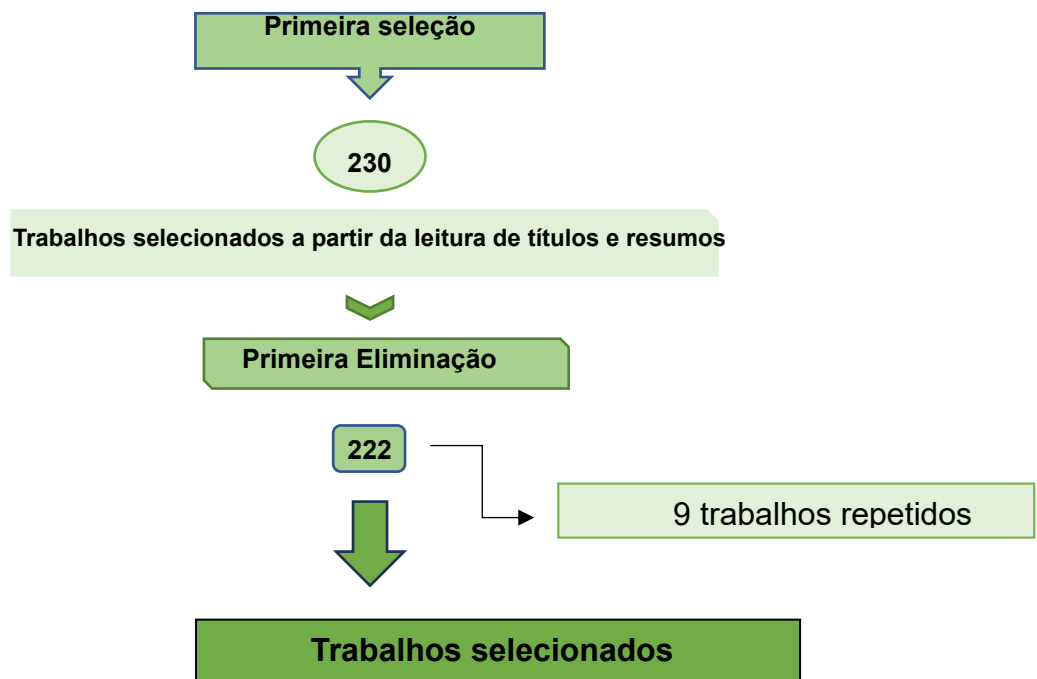 Primeira seleção
230
Trabalhos selecionados a partir da leitura de títulos e resumos
Primeira Eliminação
222
9 trabalhos repetidos
Trabalhos selecionados